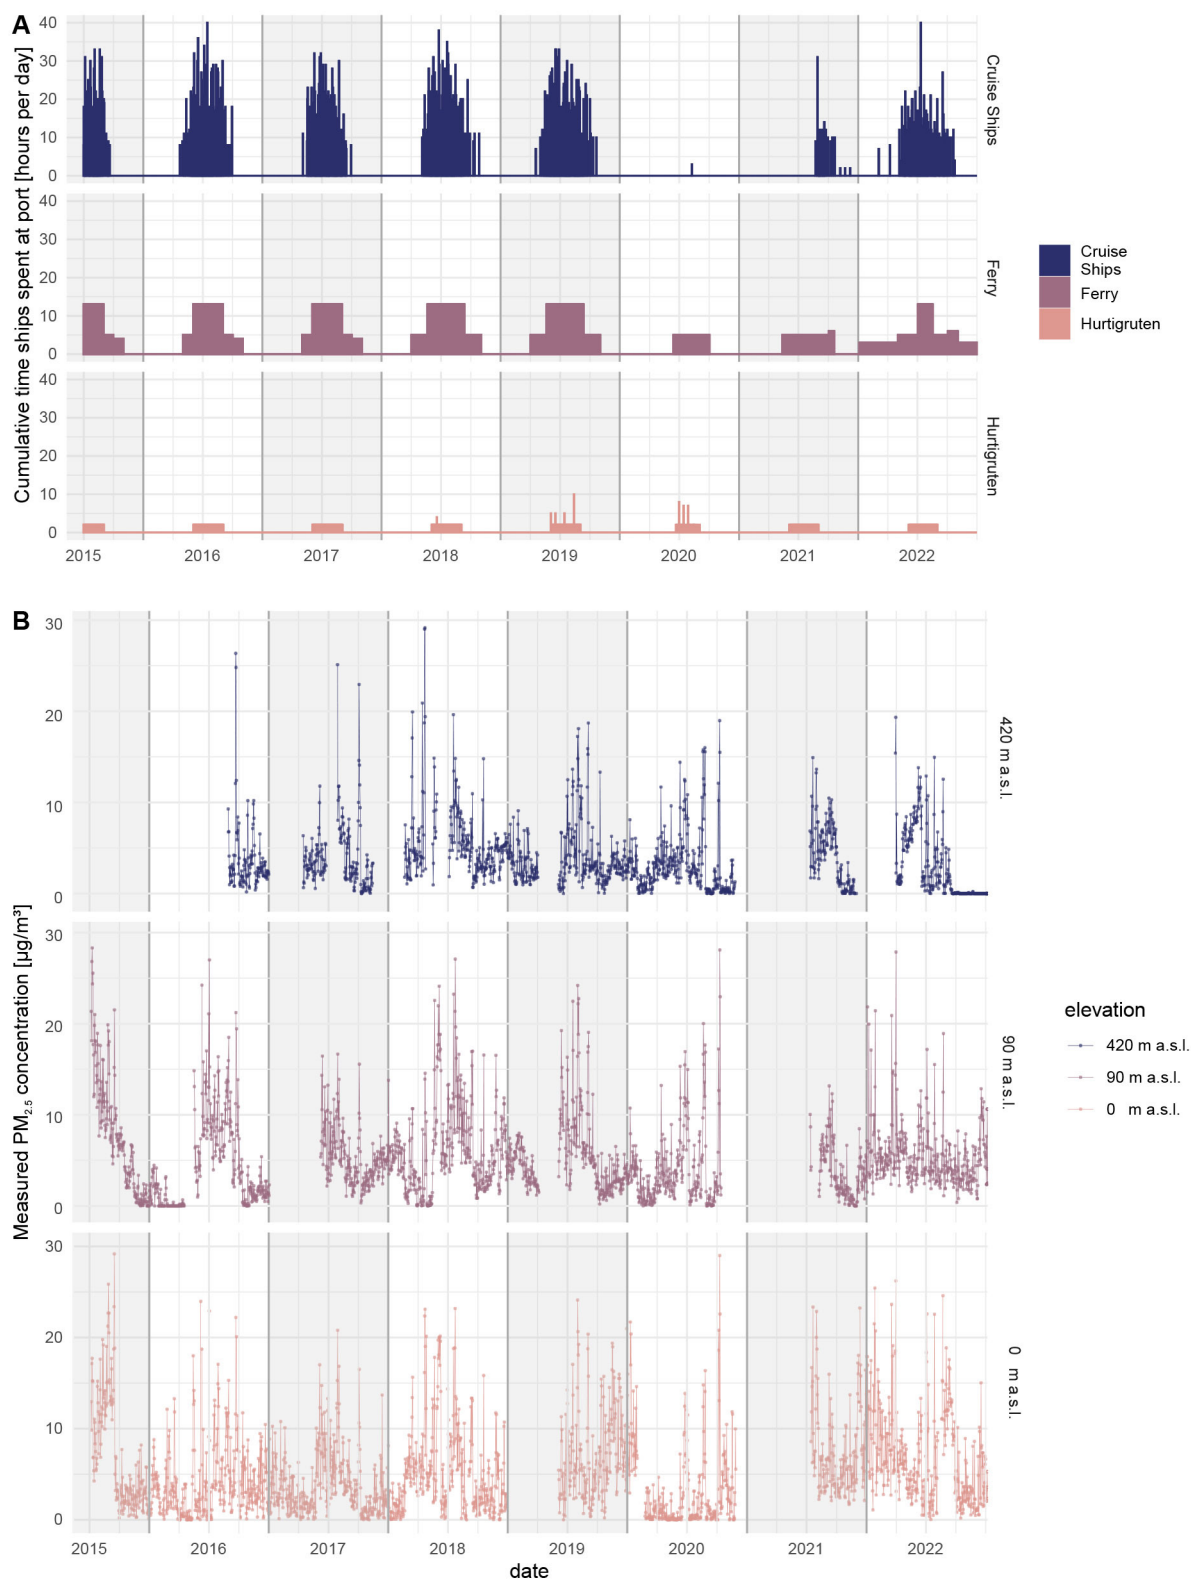 A
Cumulative time ships spent at port [hours per day]
40
30
20
10
0
Cruise Ships
40
30
20
10
0
Ferry
40
30
20
10
0
Hurtigruten
2015 2016 2017 2018 2019 2020 2021 2022
Cruise
Ships
Ferry
Hurtigruten
B
Measured PM2.5 concentration [µg/m³]
30
20
10
0
420 m a.s.l.
30
20
10
0
90 m a.s.l.
30
20
10
0
0 m a.s.l.
2015 2016 2017 2018 2019 2020 2021 2022
date
elevation
420 m a.s.l.
90 m a.s.l.
0 m a.s.l.